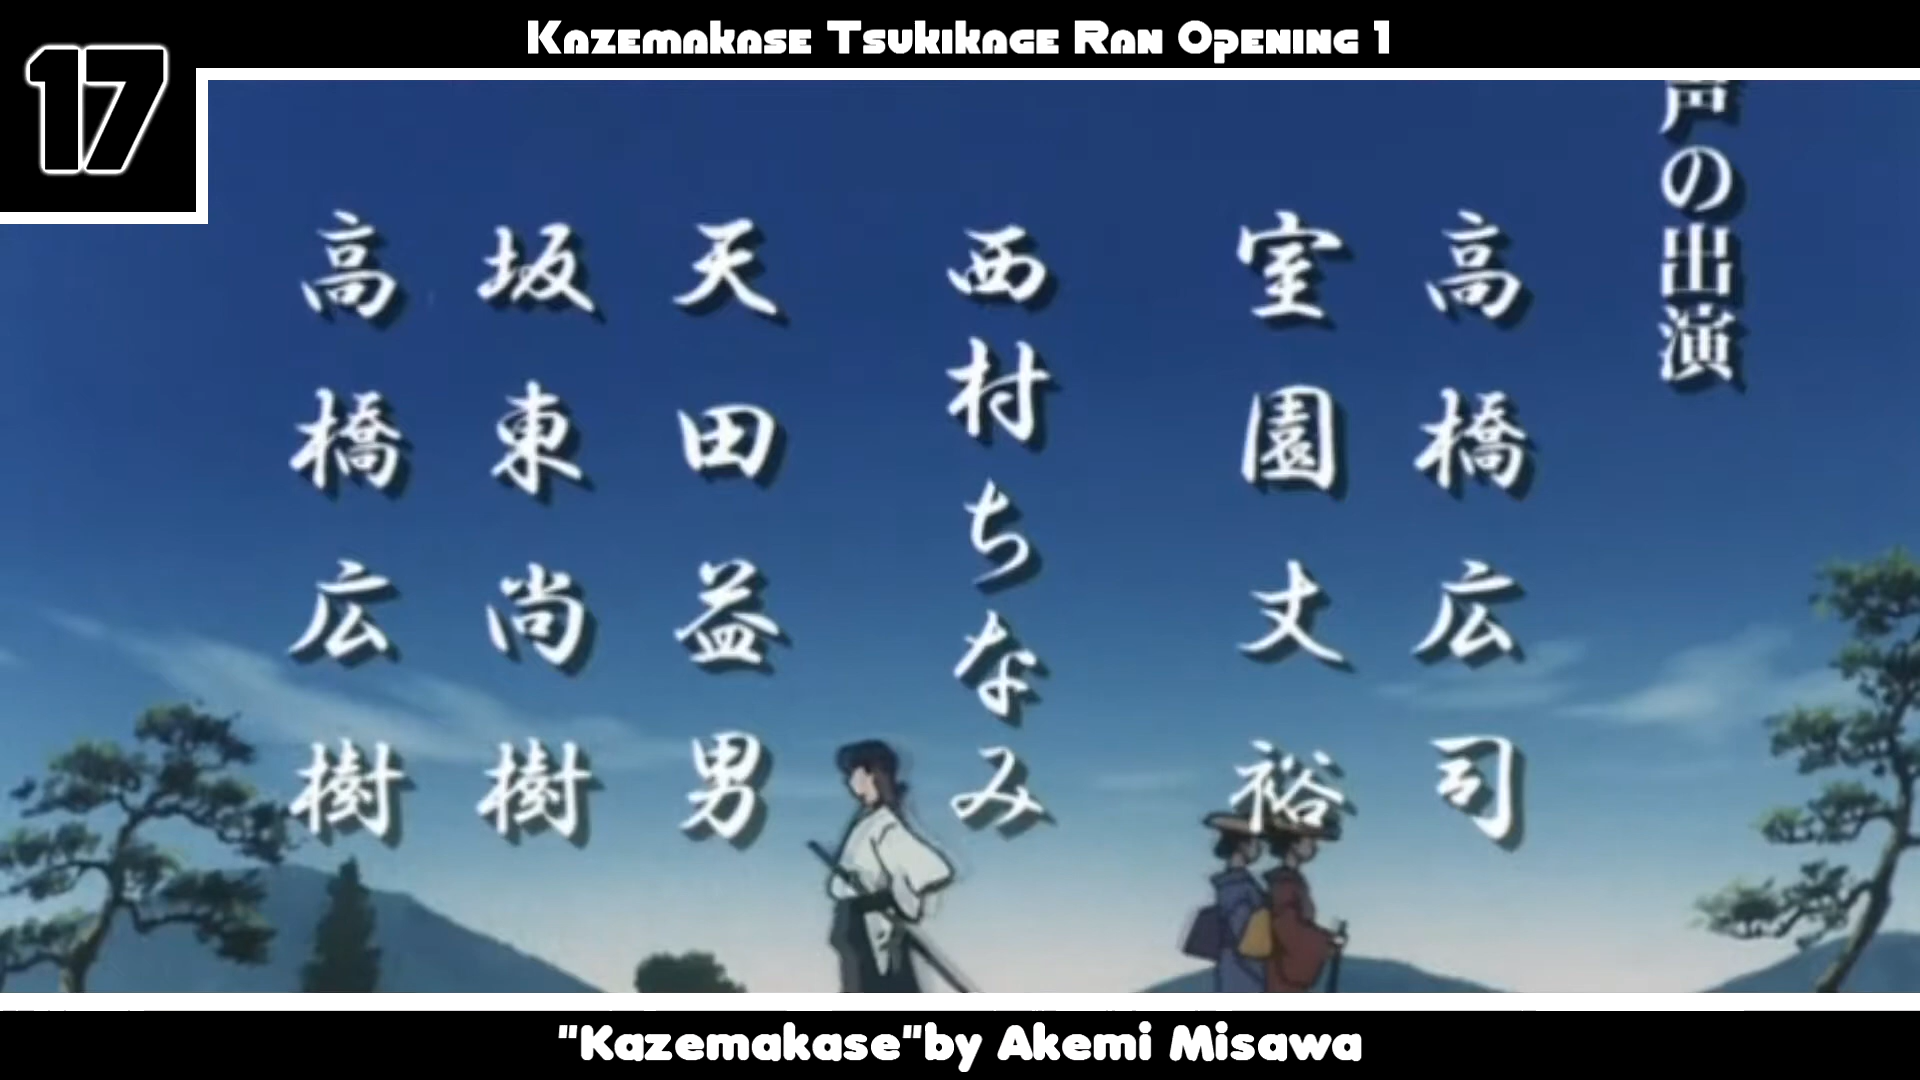 17
Kazemakase Tsukikage Ran Opening 1
声の出演
高橋広司
室園丈裕
西村ちなみ
天田益男
坂東尚樹
高橋広樹
"Kazemakase"by Akemi Misawa